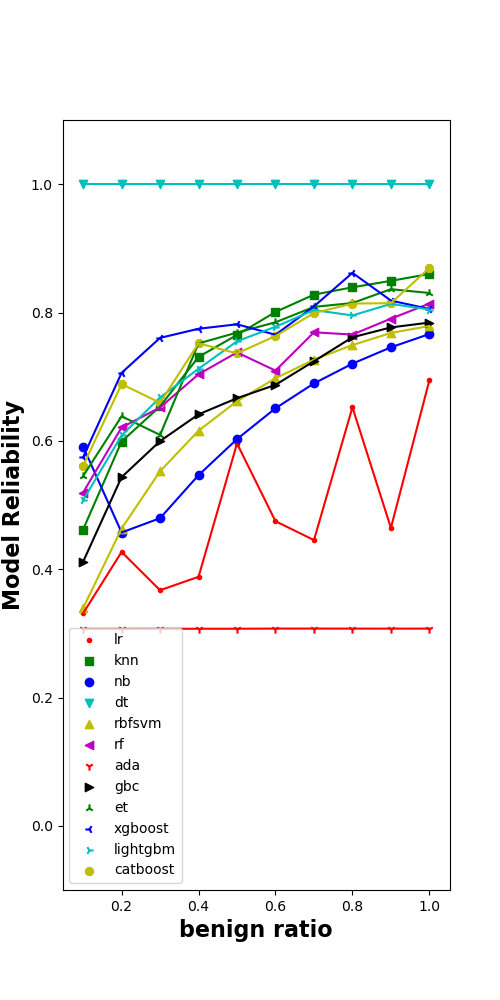 1.0
0.8
0.6
0.4
0.2
0.0
Model Reliability
lr
knn
nb
dt
rbfsvm
rf
ada
gbc
et
xgboost
lightgbm
catboost
0.2 0.4 0.6 0.8 1.0
benign ratio